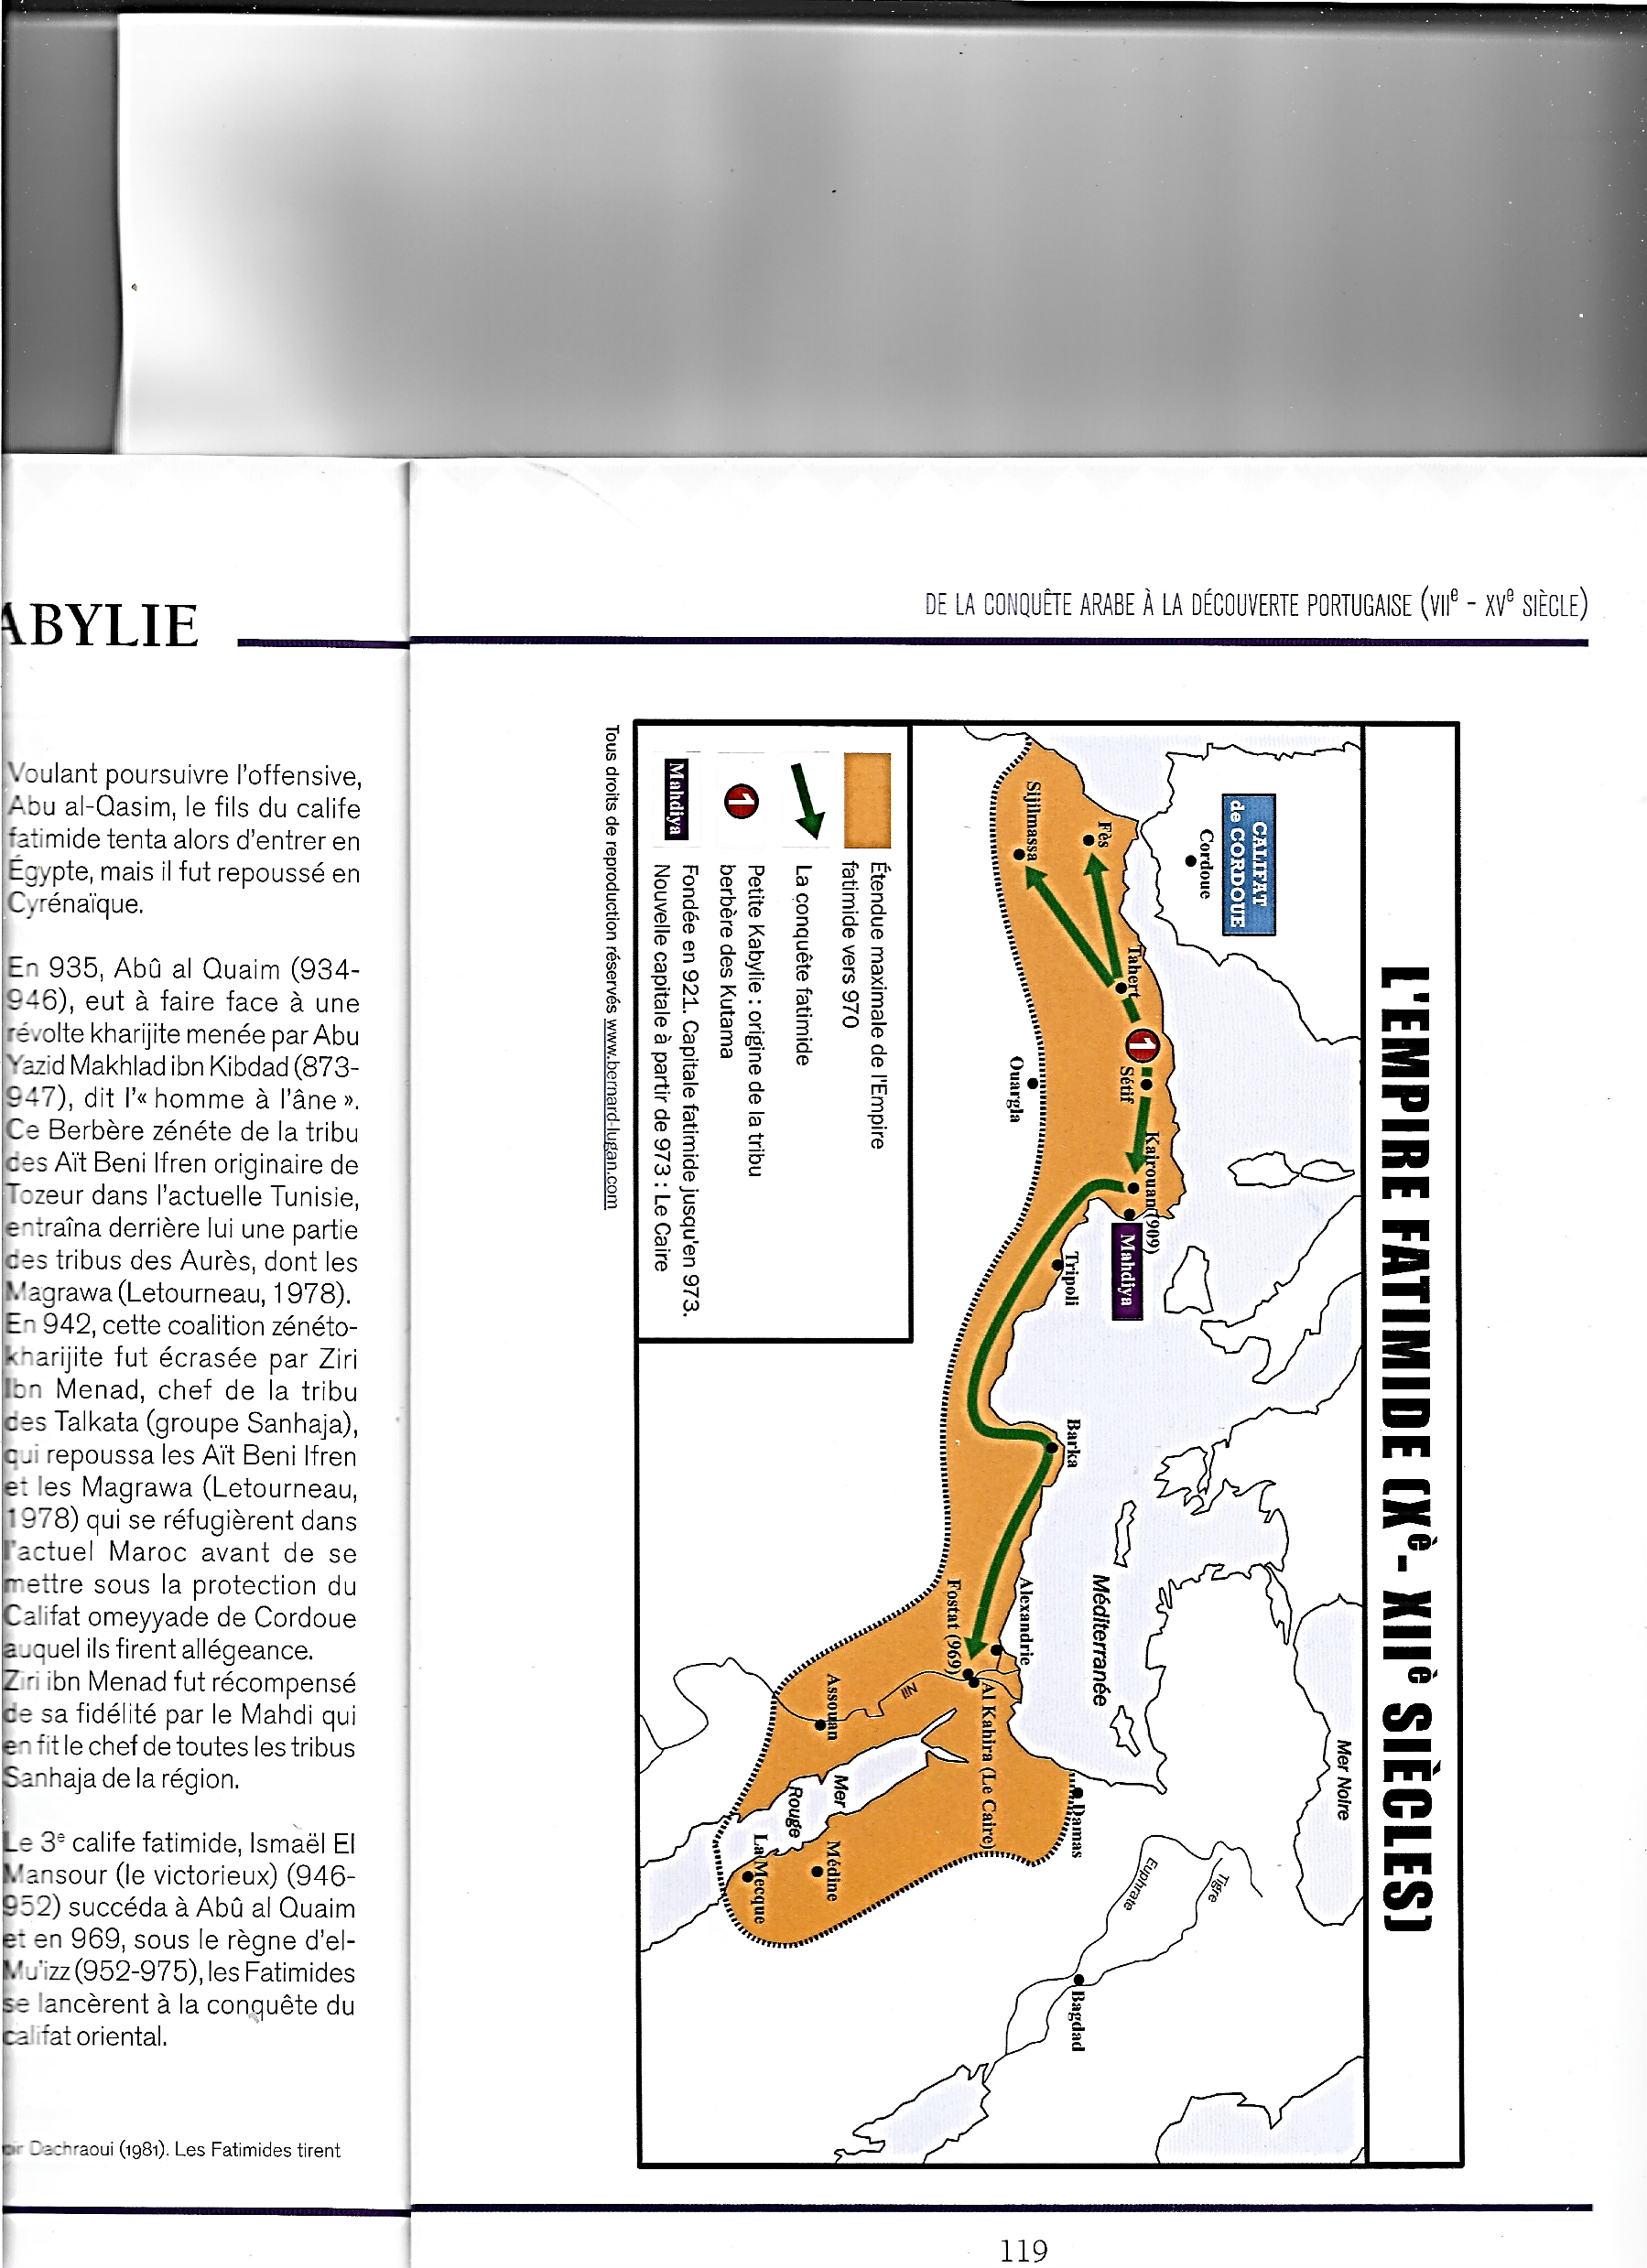 ABYLIE
Voulant poursuivre l'offensive,
Abu al-Qasim, le fils du calife
fatimide tenta alors d'entrer en
Égypte, mais il fut repoussé en
Cyrénaïque.
En 935, Abû al Quaim (934-
946), eut à faire face à une
révolte kharijite menée par Abu
Yazid Makhlad ibn Kibdad (873-
947), dit l'« homme à l'âne ».
Ce Berbère zénéte de la tribu
des Aït Beni Ifren originaire de
Tozeur dans l'actuelle Tunisie,
entraîna derrière lui une partie
des tribus des Aurès, dont les
Magrawa (Letourneau, 1978).
En 942, cette coalition zénéto-
kharijite fut écrasée par Ziri
Ibn Menad, chef de la tribu
des Talkata (groupe Sanhaja),
qui repoussa les Aït Beni Ifren
et les Magrawa (Letourneau,
1978) qui se réfugièrent dans
l'actuel Maroc avant de se
mettre sous la protection du
Califat omeyyade de Cordoue
auquel ils firent allégeance.
Ziri ibn Menad fut récompensé
de sa fidélité par le Mahdi qui
en fit le chef de toutes les tribus
Sanhaja de la région.
Le 3e calife fatimide, Ismaël El
Mansour (le victorieux) (946-
952) succéda à Abû al Quaim
et en 969, sous le règne d'el-
Mu'izz (952-975), les Fatimides
se lancèrent à la conquête du
califat oriental.
oir Dachraoui (1981). Les Fatimides tirent
DE LA CONQUÊTE ARABE À LA DÉCOUVERTE PORTUGAISE (VIIe - XVe SIÈCLE)
L'EMPIRE FATIMIDE (Xè- XIIè SIÈCLES)
CALIFAT
de CORDOUE
Cordoue
Fès
Sijilmassa
Tahert
1
Sétif
Ouargla
Kairouan (909)
Mahdiya
Tripoli
Barka
Méditerranée
Mer Noire
Alexandrie
Fostat (969)
Al Kahira (Le Caire)
Nil
Assouan
Mer
Rouge
Médine
La Mecque
Damas
Euphrate
Tigre
Bagdad
Étendue maximale de l'Empire
fatimide vers 970
La conquête fatimide
1
Petite Kabylie : origine de la tribu
berbère des Kutama
Mahdiya
Fondée en 921. Capitale fatimide jusqu'en 973.
Nouvelle capitale à partir de 973 : Le Caire
Tous droits de reproduction réservés www.bernard-lugan.com
119